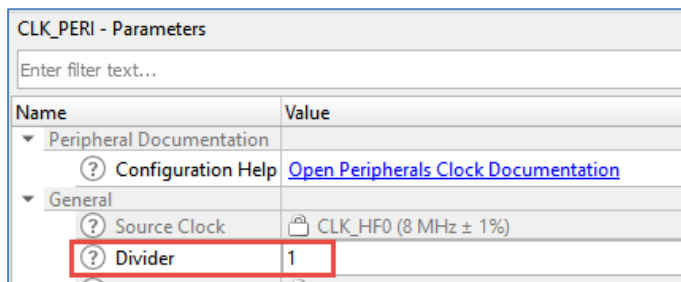 CLK_PERI - Parameters
Enter filter text...
Name Value
Peripheral Documentation
? Configuration Help Open Peripherals Clock Documentation
General
? Source Clock CLK_HF0 (8 MHz ± 1%)
? Divider 1